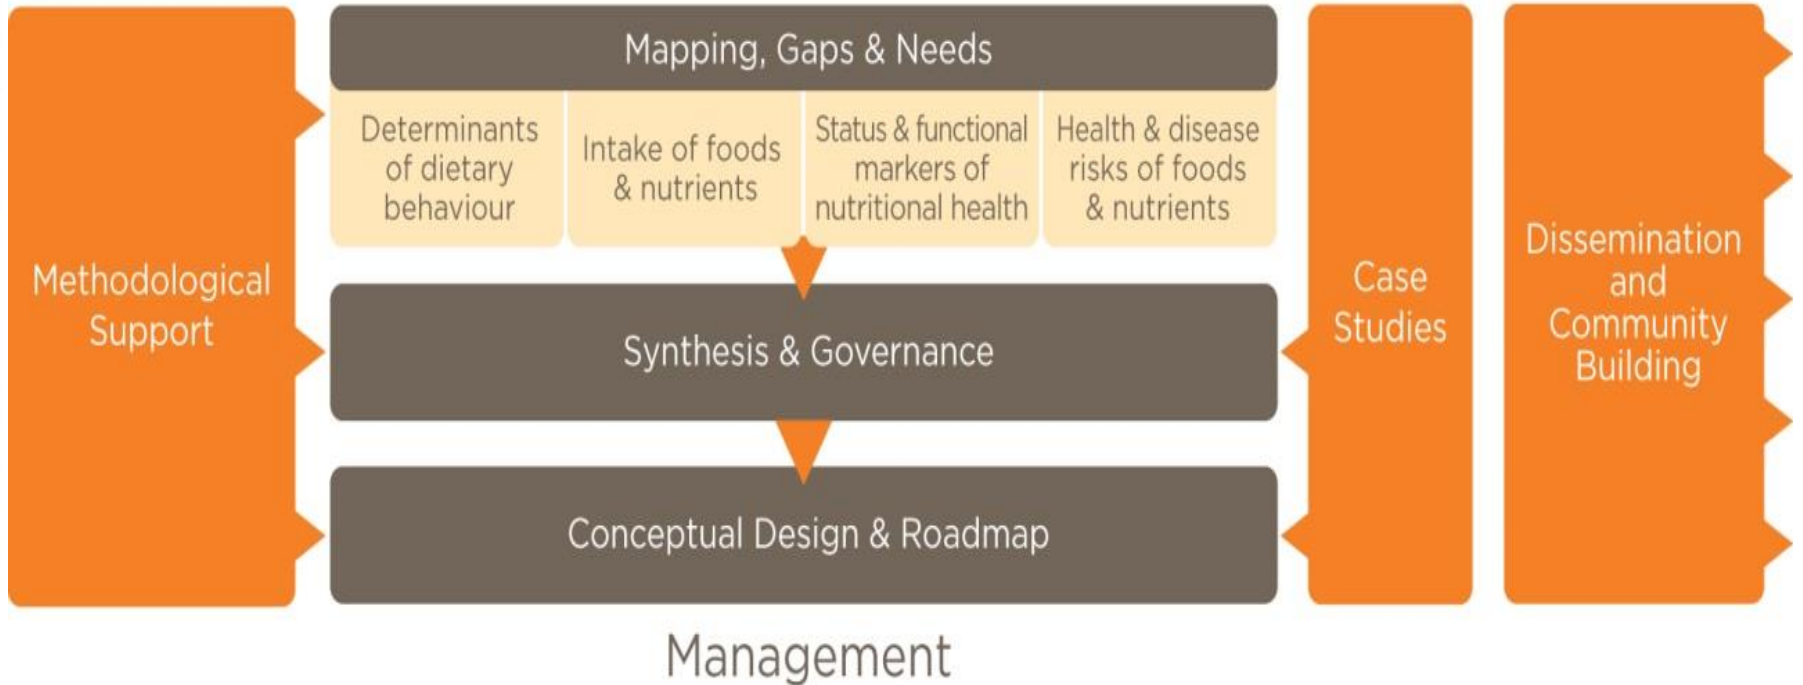 Methodological
Support
Mapping, Gaps & Needs
Determinants
of dietary
behaviour
Intake of foods
& nutrients
Status & functional
markers of
nutritional health
Health & disease
risks of foods
& nutrients
Synthesis & Governance
Conceptual Design & Roadmap
Case
Studies
Dissemination
and
Community
Building
Management